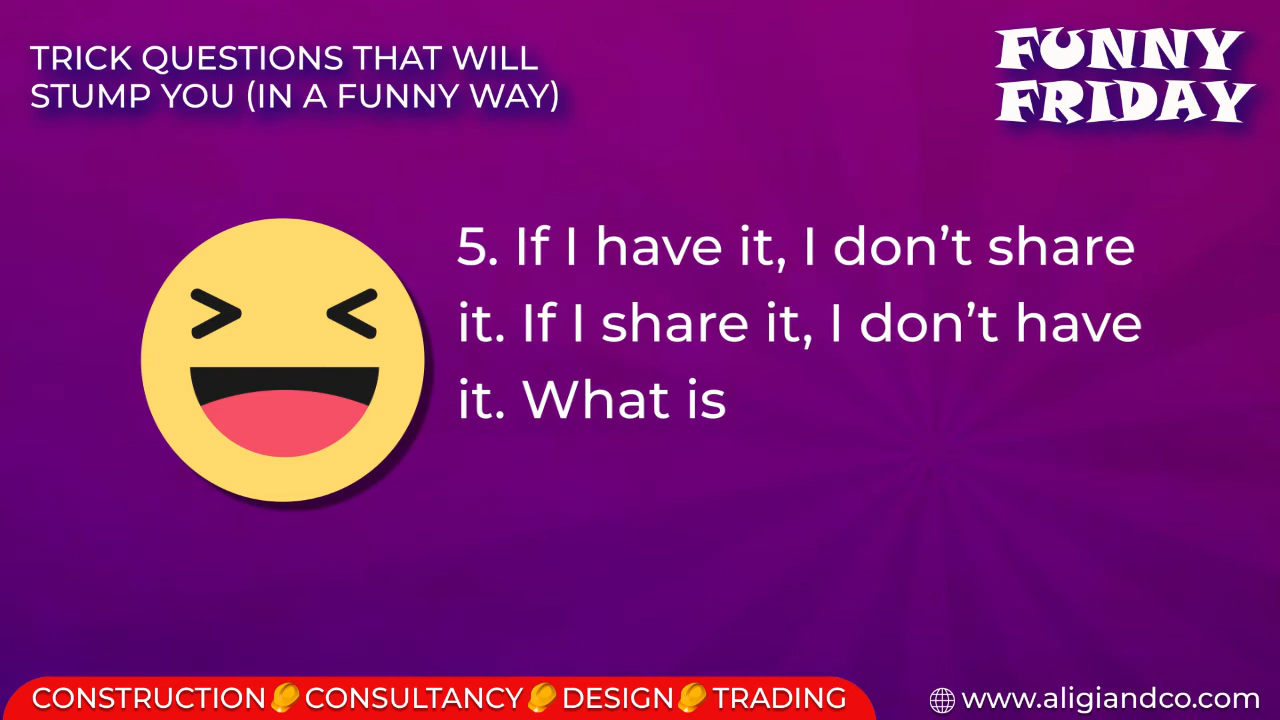 TRICK QUESTIONS THAT WILL
STUMP YOU (IN A FUNNY WAY)
FUNNY
FRIDAY
5. If I have it, I don’t share
it. If I share it, I don’t have
it. What is
CONSTRUCTION CONSULTANCY DESIGN TRADING
www.aligiandco.com